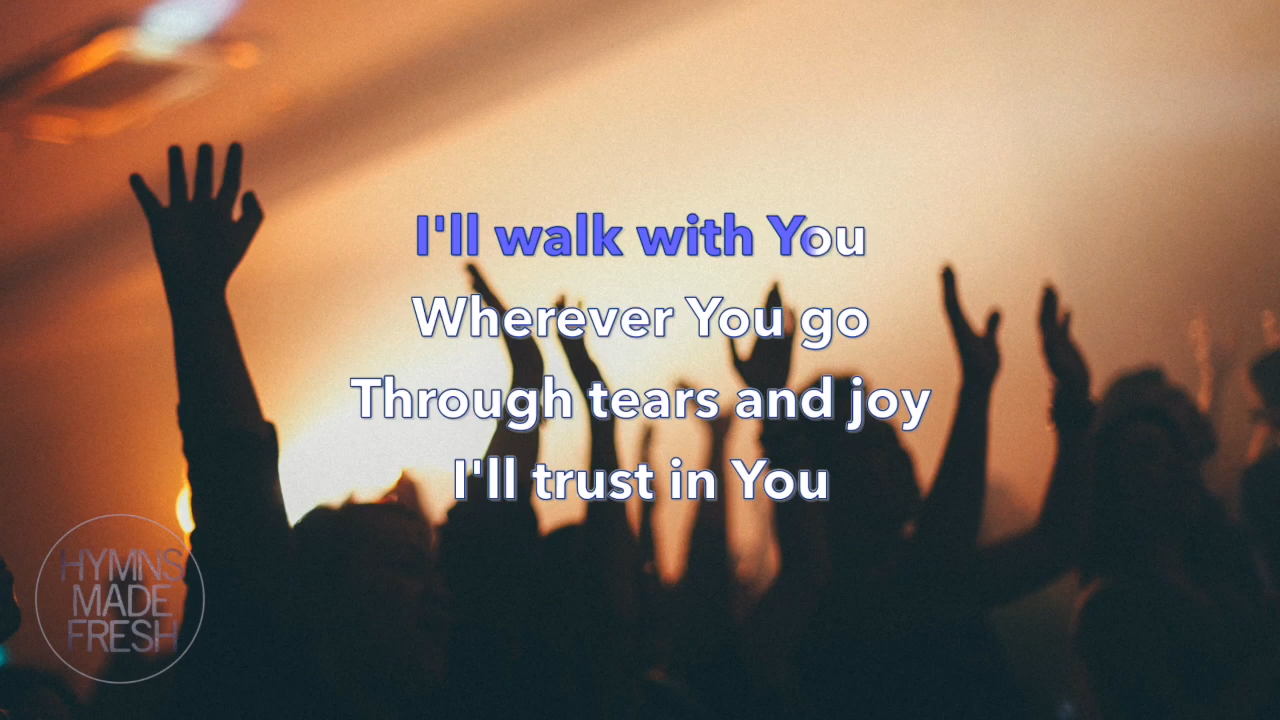 I'll walk with You
Wherever You go
Through tears and joy
I'll trust in You
HYMNS
MADE
FRESH